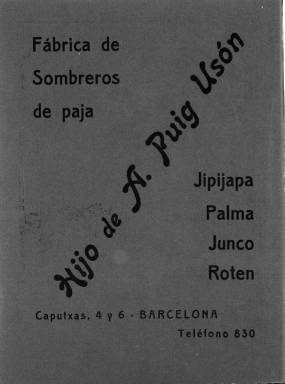 Fábrica de
Sombreros
de paja
Hijo de A. Puig Usón
Jipijapa
Palma
Junco
Roten
Caputxas, 4 y 6 - BARCELONA
Teléfono 830